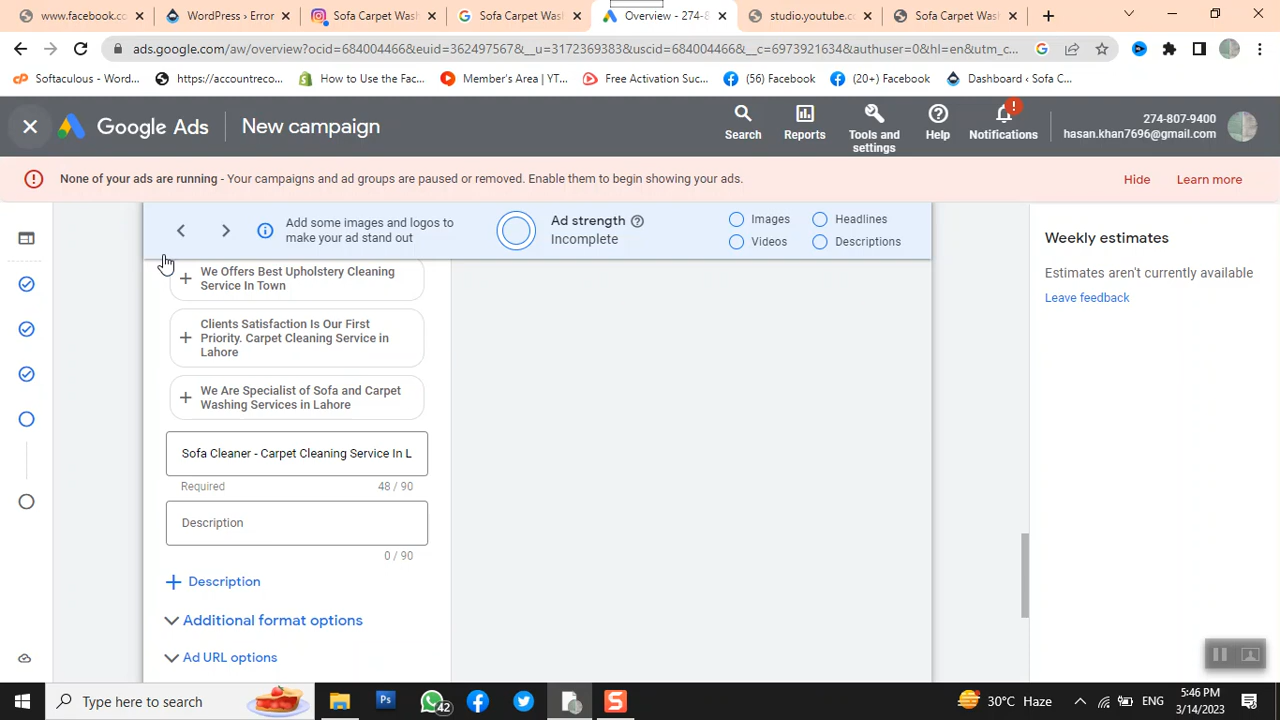 www.facebook.co
WordPress › Error
Sofa Carpet Was
Sofa Carpet Was
Overview - 274-8
studio.youtube.c
Sofa Carpet Was
ads.google.com/aw/overview?ocid=684004466&euid=362497567&__u=3172369383&uscid=684004466&__c=6973921634&authuser=0&hl=en&utm_c...
Softaculous - Word...
https://accountreco...
How to Use the Fac...
Member's Area | YT...
Free Activation Suc...
(56) Facebook
(20+) Facebook
Dashboard ‹ Sofa C...
Google Ads
New campaign
Search
Reports
Tools and settings
Help
Notifications
274-807-9400
hasan.khan7696@gmail.com
None of your ads are running - Your campaigns and ad groups are paused or removed. Enable them to begin showing your ads.
Hide
Learn more
Add some images and logos to
make your ad stand out
Ad strength
Incomplete
Images
Headlines
Videos
Descriptions
Weekly estimates
Estimates aren't currently available
Leave feedback
We Offers Best Upholstery Cleaning
Service In Town
Clients Satisfaction Is Our First
Priority. Carpet Cleaning Service in
Lahore
We Are Specialist of Sofa and Carpet
Washing Services in Lahore
Sofa Cleaner - Carpet Cleaning Service In L
Required
48 / 90
Description
0 / 90
Description
Additional format options
Ad URL options
Type here to search
Ps
42
S
30°C Haze
ENG
5:46 PM
3/14/2023